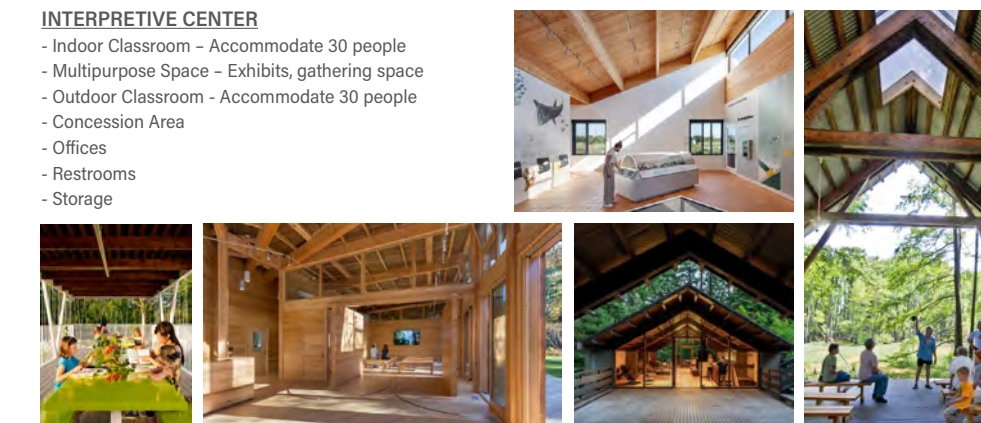 INTERPRETIVE CENTER
- Indoor Classroom – Accommodate 30 people
- Multipurpose Space – Exhibits, gathering space
- Outdoor Classroom - Accommodate 30 people
- Concession Area
- Offices
- Restrooms
- Storage